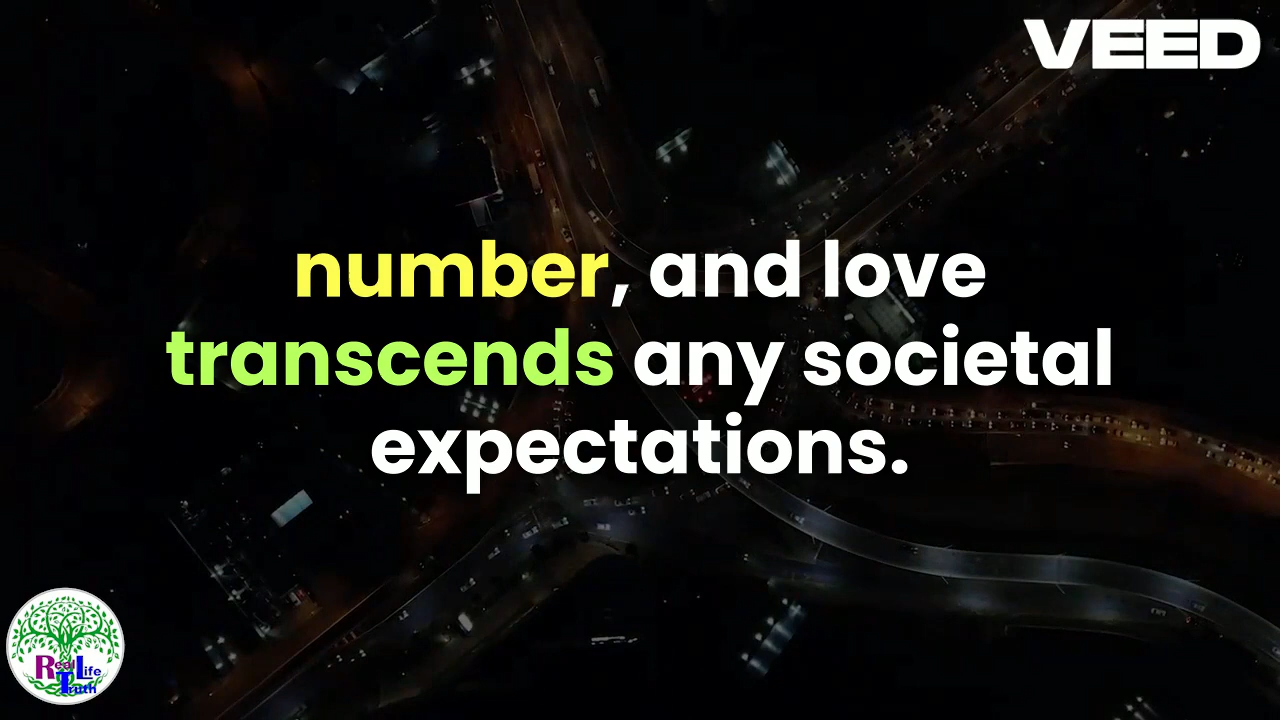 VEED
number, and love
transcends any societal
expectations.
Real Life
Truth